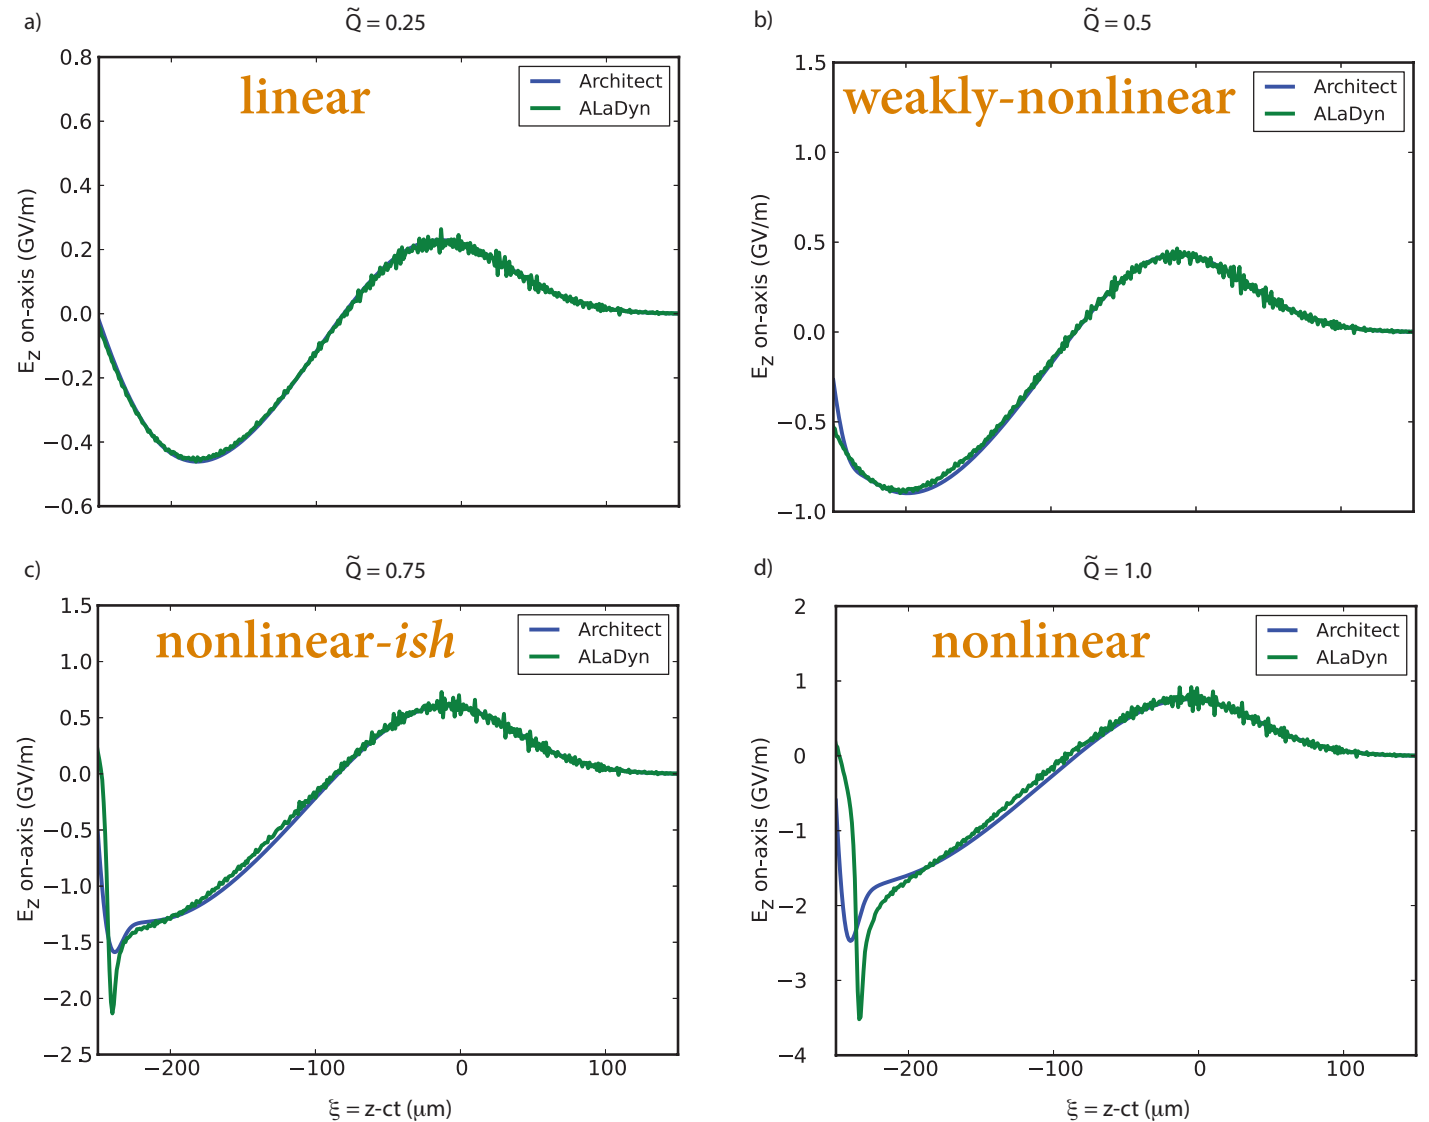 a)
Q̃ = 0.25
0.8
0.6
0.4
0.2
0.0
−0.2
−0.4
−0.6
E_z on-axis (GV/m)
linear
Architect
ALaDyn
b)
Q̃ = 0.5
1.5
1.0
0.5
0.0
−0.5
−1.0
E_z on-axis (GV/m)
weakly-nonlinear
Architect
ALaDyn
c)
Q̃ = 0.75
1.5
1.0
0.5
0.0
−0.5
−1.0
−1.5
−2.0
−2.5
E_z on-axis (GV/m)
nonlinear-ish
Architect
ALaDyn
−200 −100 0 100
ξ = z-ct (μm)
d)
Q̃ = 1.0
2
1
0
−1
−2
−3
−4
E_z on-axis (GV/m)
nonlinear
Architect
ALaDyn
−200 −100 0 100
ξ = z-ct (μm)